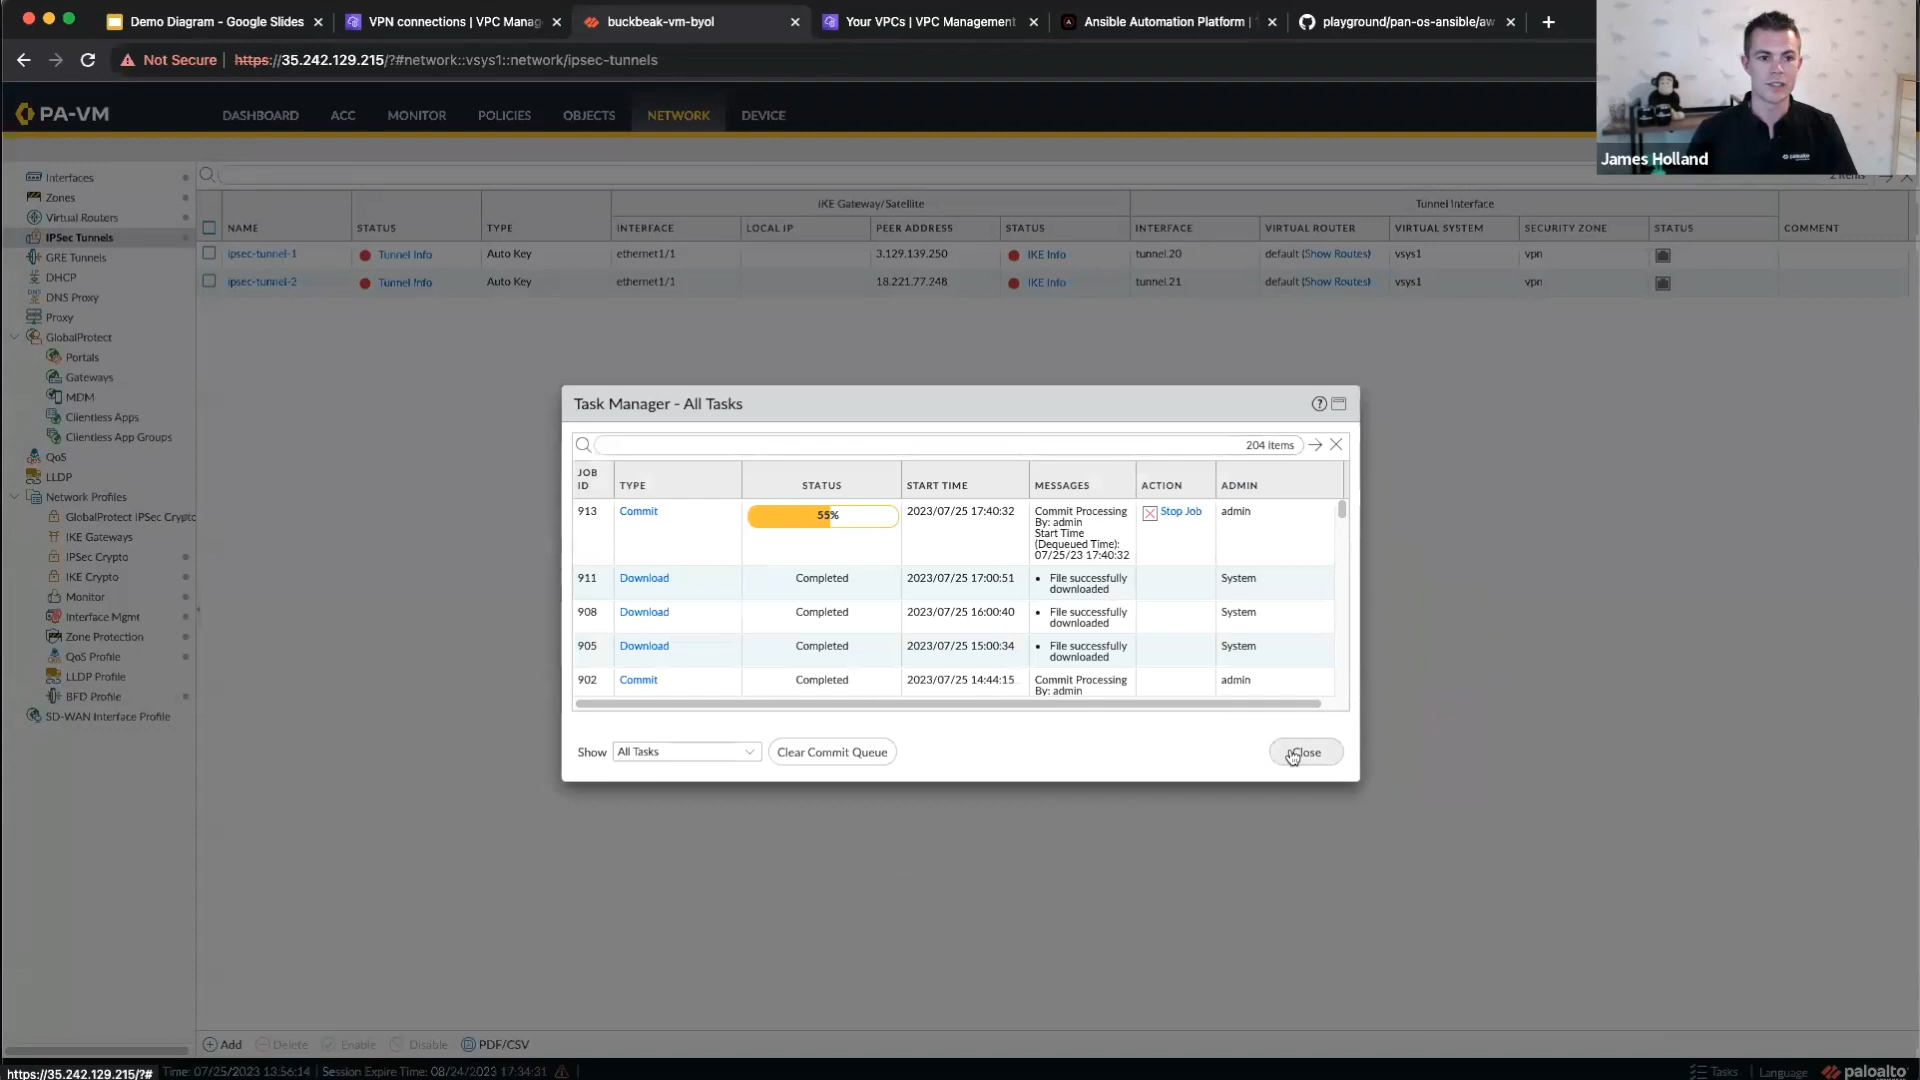 Demo Diagram - Google Slides
VPN connections | VPC Manag
buckbeak-vm-byol
Your VPCs | VPC Management
Ansible Automation Platform |
playground/pan-os-ansible/aw
Not Secure | https://35.242.129.215/?#network::vsys1::network/ipsec-tunnels
James Holland
PA-VM
DASHBOARD
ACC
MONITOR
POLICIES
OBJECTS
NETWORK
DEVICE
Interfaces
Zones
Virtual Routers
IPSec Tunnels
GRE Tunnels
DHCP
DNS Proxy
Proxy
GlobalProtect
Portals
Gateways
MDM
Clientless Apps
Clientless App Groups
QoS
LLDP
Network Profiles
GlobalProtect IPSec Crypto
IKE Gateways
IPSec Crypto
IKE Crypto
Monitor
Interface Mgmt
Zone Protection
QoS Profile
LLDP Profile
BFD Profile
SD-WAN Interface Profile
2 items
IKE Gateway/Satellite
Tunnel Interface
NAME STATUS TYPE INTERFACE LOCAL IP PEER ADDRESS STATUS INTERFACE VIRTUAL ROUTER VIRTUAL SYSTEM SECURITY ZONE STATUS COMMENT
ipsec-tunnel-1 Tunnel Info Auto Key ethernet1/1 3.129.139.250 IKE Info tunnel.20 default (Show Routes) vsys1 vpn
ipsec-tunnel-2 Tunnel Info Auto Key ethernet1/1 18.221.77.248 IKE Info tunnel.21 default (Show Routes) vsys1 vpn
Task Manager - All Tasks
204 items
JOB ID TYPE STATUS START TIME MESSAGES ACTION ADMIN
913 Commit 55% 2023/07/25 17:40:32 Commit Processing Stop Job admin
By: admin
Start Time
(Dequeued Time):
07/25/23 17:40:32
911 Download Completed 2023/07/25 17:00:51 • File successfully System
downloaded
908 Download Completed 2023/07/25 16:00:40 • File successfully System
downloaded
905 Download Completed 2023/07/25 15:00:34 • File successfully System
downloaded
902 Commit Completed 2023/07/25 14:44:15 Commit Processing admin
By: admin
Show All Tasks Clear Commit Queue Close
Add Delete Enable Disable PDF/CSV
https://35.242.129.215/?# Time: 07/25/2023 13:56:14 | Session Expire Time: 08/24/2023 17:34:31 |
Tasks | Language paloalto